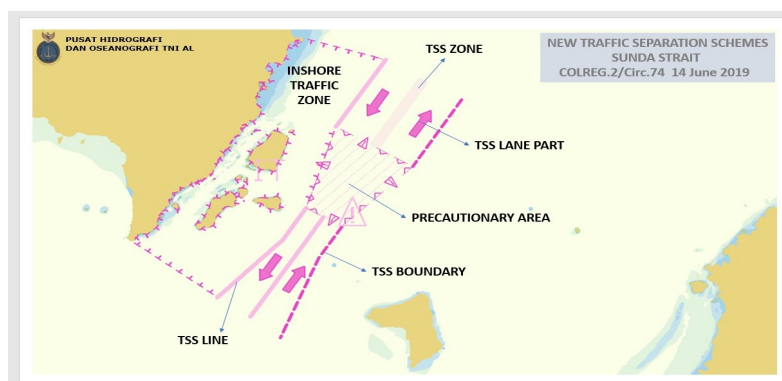 PUSAT HIDROGRAFI
DAN OSEANOGRAFI TNI AL
NEW TRAFFIC SEPARATION SCHEMES
SUNDA STRAIT
COLREG.2/Circ.74 14 June 2019
TSS ZONE
INSHORE
TRAFFIC
ZONE
TSS LANE PART
PRECAUTIONARY AREA
TSS BOUNDARY
TSS LINE